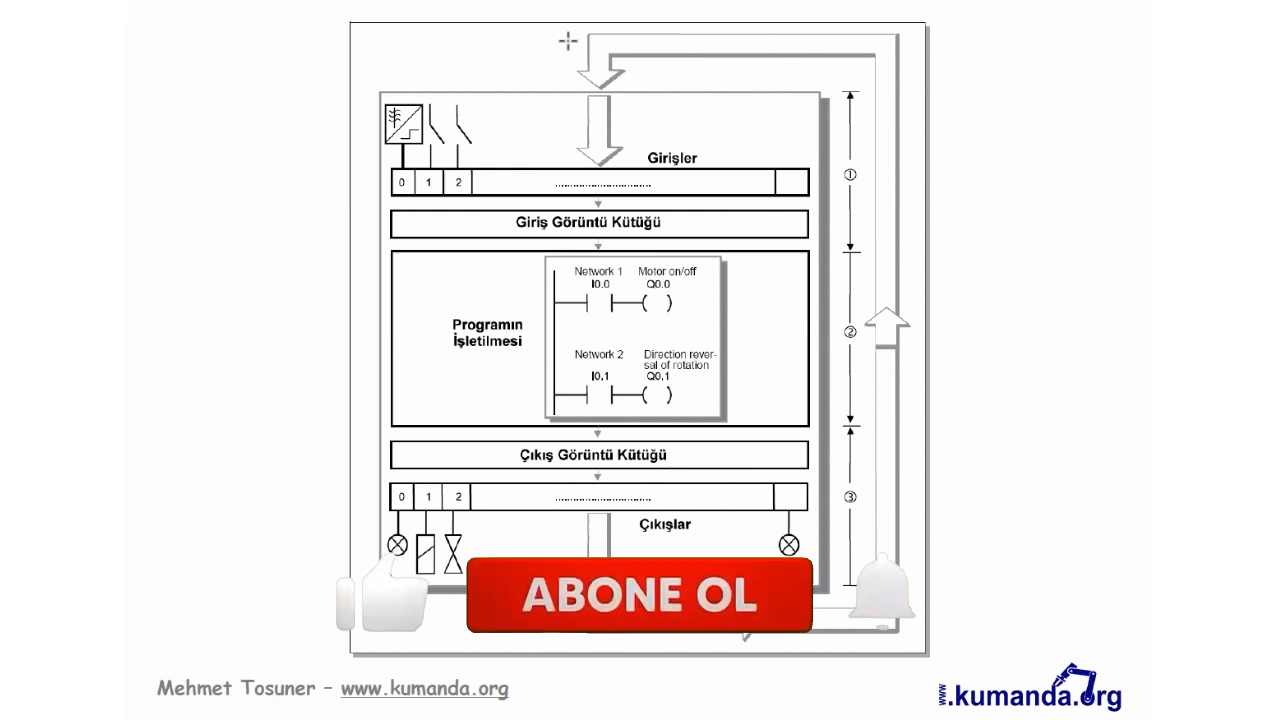 Girişler
0 1 2 ..............................
①
Giriş Görüntü Kütüğü
Network 1 Motor on/off
I0.0 Q0.0
Programın
İşletilmesi
②
Network 2 Direction rever-
sal of rotation
I0,1 Q0,1
Çıkış Görüntü Kütüğü
0 1 2 ..............................
③
Çıkışlar
ABONE OL
Mehmet Tosuner – www.kumanda.org
www.kumanda.org